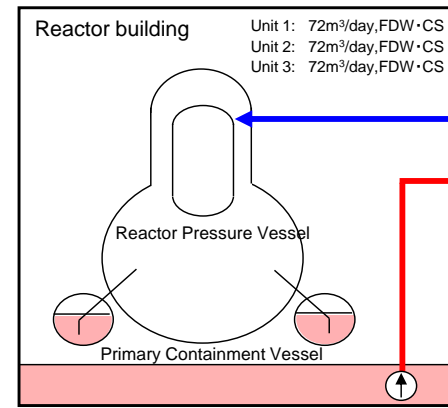 Reactor building
Unit 1: 72m³/day,FDW・CS
Unit 2: 72m³/day,FDW・CS
Unit 3: 72m³/day,FDW・CS
Reactor Pressure Vessel
Primary Containment Vessel